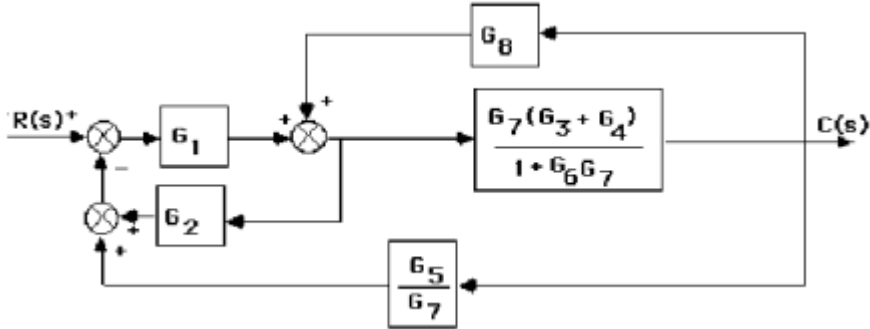 G8
+
+
R(s)
+
G1
+
G7(G3 + G4)
1 + G6G7
C(s)
−
G2
+
+
G5
G7